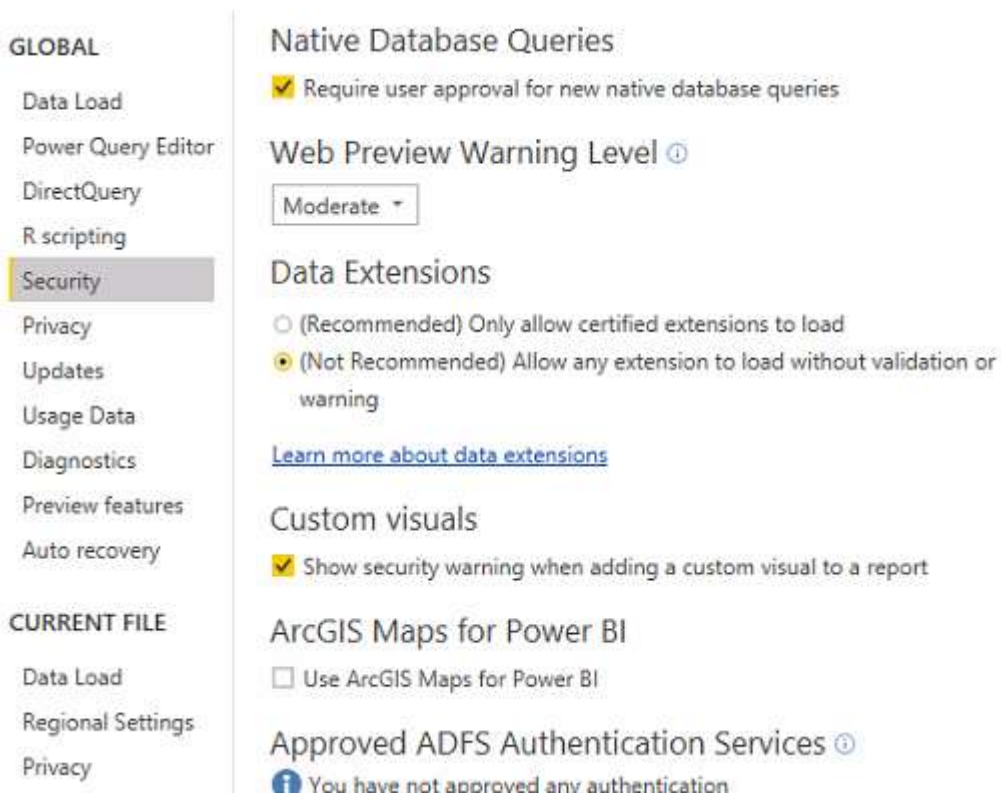 GLOBAL
Data Load
Power Query Editor
DirectQuery
R scripting
Security
Privacy
Updates
Usage Data
Diagnostics
Preview features
Auto recovery
CURRENT FILE
Data Load
Regional Settings
Privacy
Native Database Queries
Require user approval for new native database queries
Web Preview Warning Level
Moderate
Data Extensions
(Recommended) Only allow certified extensions to load
(Not Recommended) Allow any extension to load without validation or
warning
Learn more about data extensions
Custom visuals
Show security warning when adding a custom visual to a report
ArcGIS Maps for Power BI
Use ArcGIS Maps for Power BI
Approved ADFS Authentication Services
You have not approved any authentication